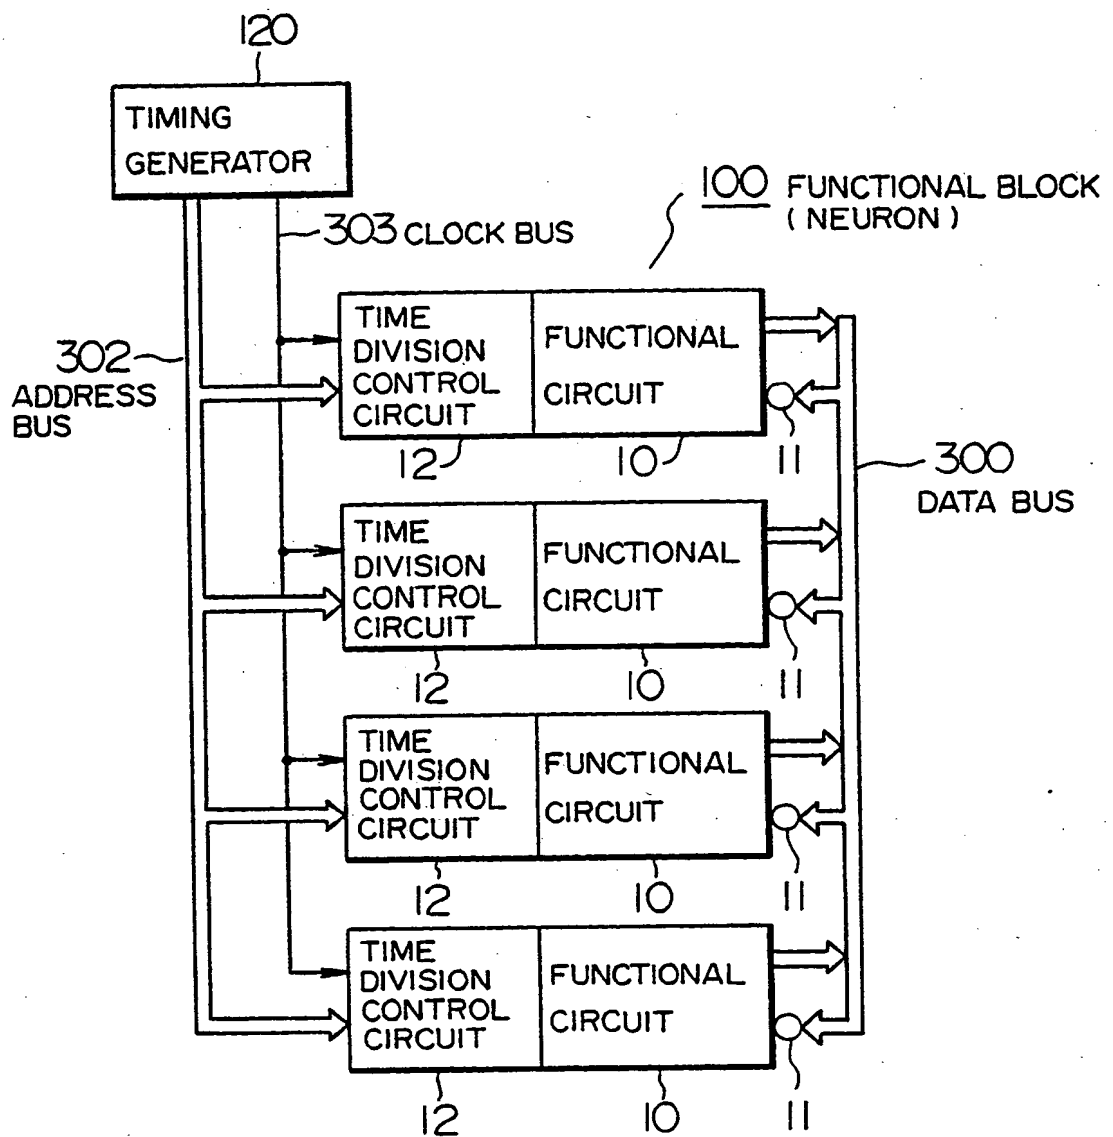 120
TIMING
GENERATOR
100 FUNCTIONAL BLOCK
(NEURON)
303 CLOCK BUS
302
ADDRESS
BUS
TIME
DIVISION
CONTROL
CIRCUIT
FUNCTIONAL
CIRCUIT
12
10
11
300
DATA BUS
TIME
DIVISION
CONTROL
CIRCUIT
FUNCTIONAL
CIRCUIT
12
10
11
TIME
DIVISION
CONTROL
CIRCUIT
FUNCTIONAL
CIRCUIT
12
10
11
TIME
DIVISION
CONTROL
CIRCUIT
FUNCTIONAL
CIRCUIT
12
10
11